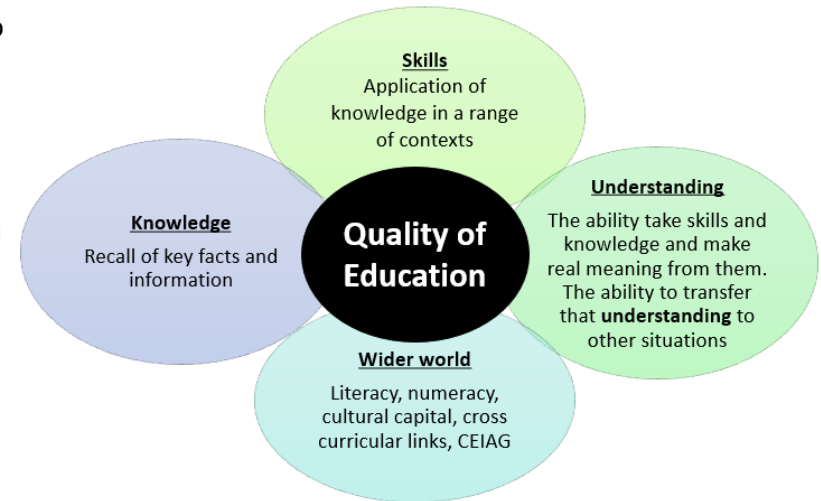 Skills
Application of
knowledge in a range
of contexts
Knowledge
Recall of key facts and
information
Quality of
Education
Understanding
The ability take skills and
knowledge and make
real meaning from them.
The ability to transfer
that understanding to
other situations
Wider world
Literacy, numeracy,
cultural capital, cross
curricular links, CEIAG